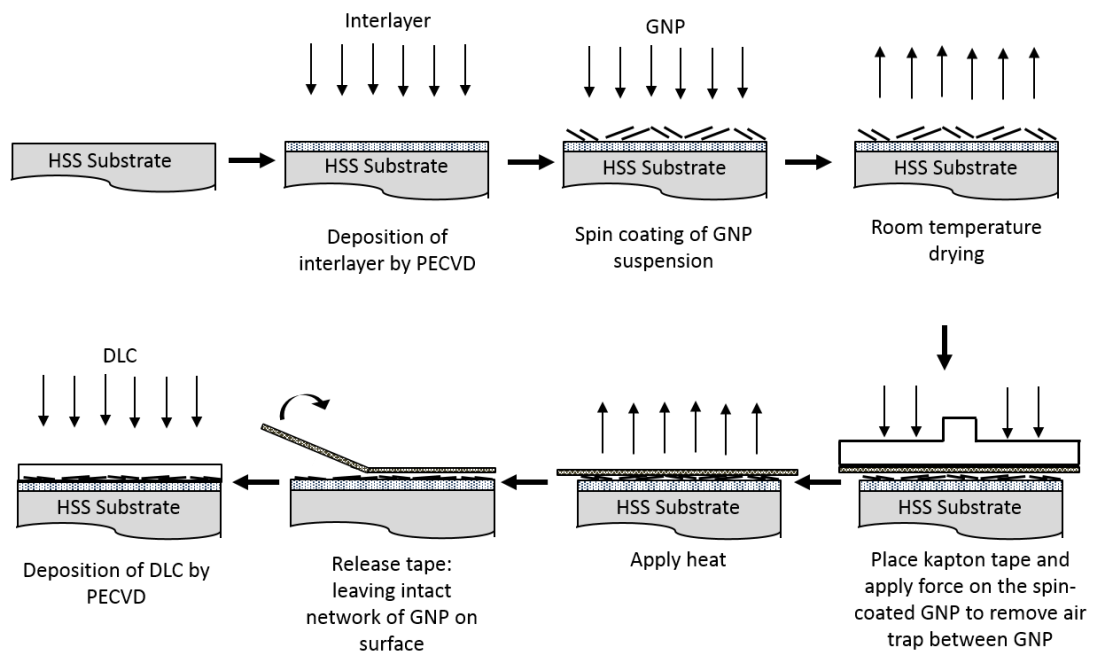 Interlayer
GNP
HSS Substrate
HSS Substrate
HSS Substrate
HSS Substrate
Deposition of
interlayer by PECVD
Spin coating of GNP
suspension
Room temperature
drying
DLC
HSS Substrate
HSS Substrate
HSS Substrate
Deposition of DLC by
PECVD
Release tape:
leaving intact
network of GNP on
surface
Apply heat
Place kapton tape and
apply force on the spin-
coated GNP to remove air
trap between GNP